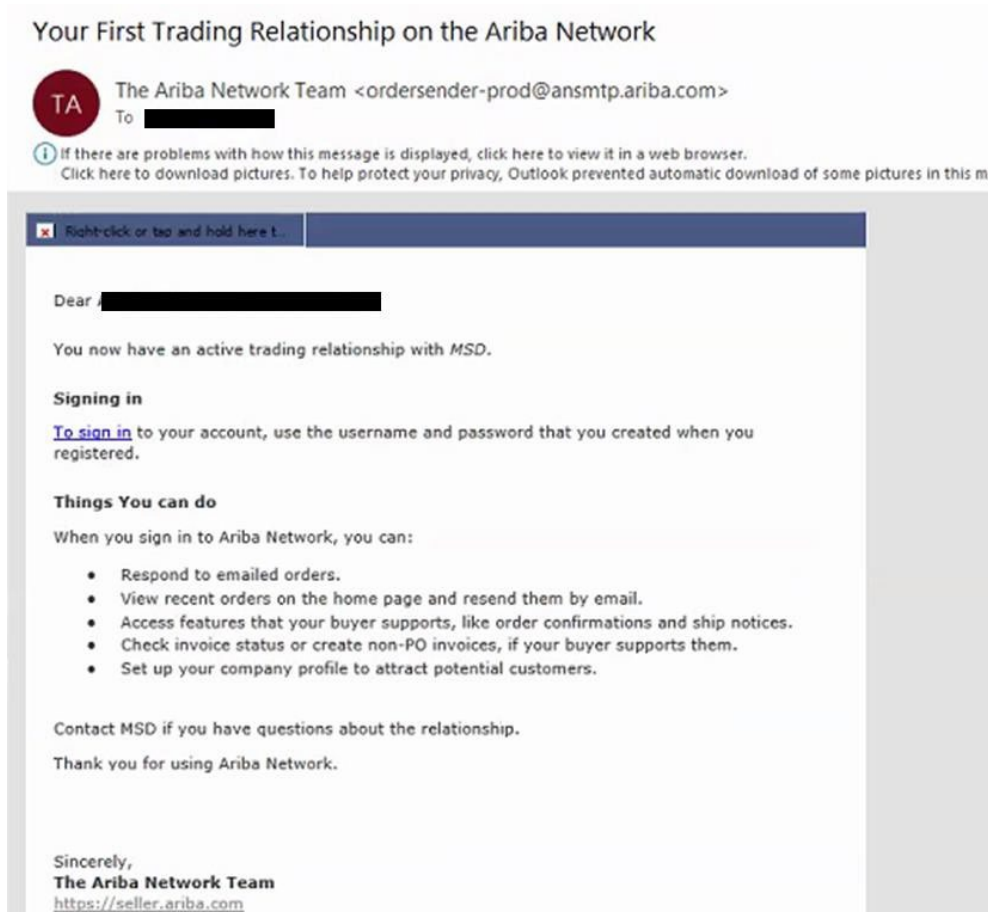 Your First Trading Relationship on the Ariba Network
TA
The Ariba Network Team <ordersender-prod@ansmtp.ariba.com>
To
If there are problems with how this message is displayed, click here to view it in a web browser.
Click here to download pictures. To help protect your privacy, Outlook prevented automatic download of some pictures in this m
Right-click or tap and hold here t...
Dear
You now have an active trading relationship with MSD.
Signing in
To sign in to your account, use the username and password that you created when you
registered.
Things You can do
When you sign in to Ariba Network, you can:
• Respond to emailed orders.
• View recent orders on the home page and resend them by email.
• Access features that your buyer supports, like order confirmations and ship notices.
• Check invoice status or create non-PO invoices, if your buyer supports them.
• Set up your company profile to attract potential customers.
Contact MSD if you have questions about the relationship.
Thank you for using Ariba Network.
Sincerely,
The Ariba Network Team
https://seller.ariba.com